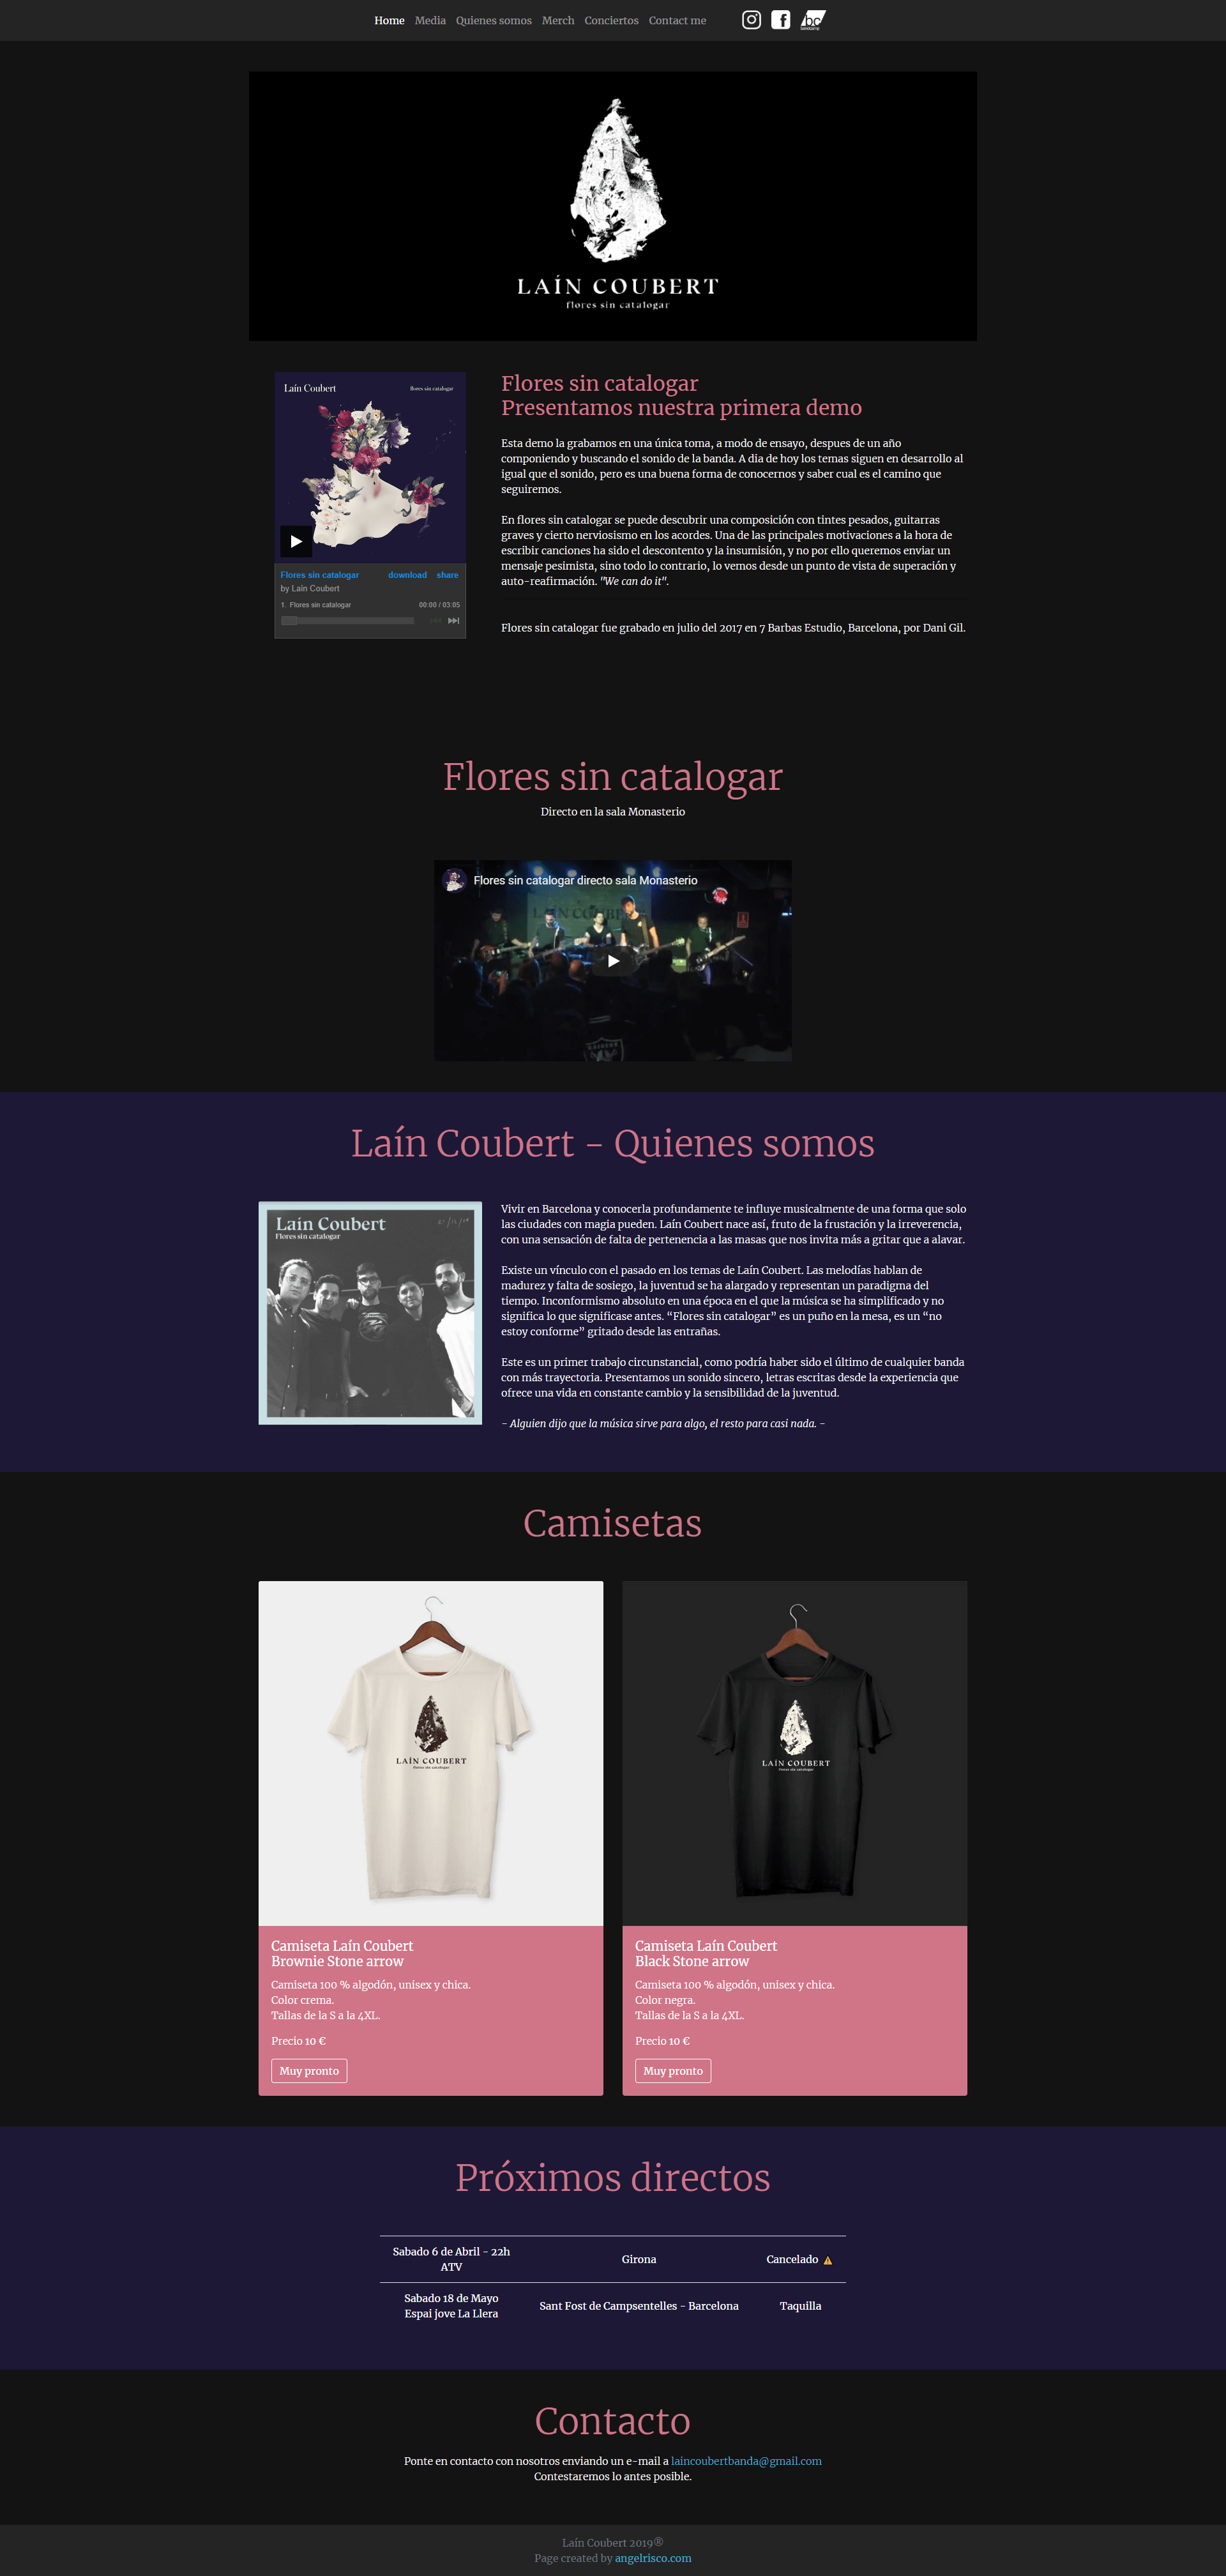 Home Media Quienes somos Merch Conciertos Contact me
bc
bandcamp
LAÍN COUBERT
flores sin catalogar
Laín Coubert
flores sin catalogar
Flores sin catalogar download share
by Laín Coubert
1. Flores sin catalogar 00:00 / 03:05
Flores sin catalogar
Presentamos nuestra primera demo
Esta demo la grabamos en una única toma, a modo de ensayo, despues de un año
componiendo y buscando el sonido de la banda. A dia de hoy los temas siguen en desarrollo al
igual que el sonido, pero es una buena forma de conocernos y saber cual es el camino que
seguiremos.
En flores sin catalogar se puede descubrir una composición con tintes pesados, guitarras
graves y cierto nerviosismo en los acordes. Una de las principales motivaciones a la hora de
escribir canciones ha sido el descontento y la insumisión, y no por ello queremos enviar un
mensaje pesimista, sino todo lo contrario, lo vemos desde un punto de vista de superación y
auto-reafirmación. "We can do it".
Flores sin catalogar fue grabado en julio del 2017 en 7 Barbas Estudio, Barcelona, por Dani Gil.
Flores sin catalogar
Directo en la sala Monasterio
Flores sin catalogar directo sala Monasterio
LAÍN COUBERT
RAIDERS
Laín Coubert - Quienes somos
Laín Coubert
Flores sin catalogar
Vivir en Barcelona y conocerla profundamente te influye musicalmente de una forma que solo
las ciudades con magia pueden. Laín Coubert nace así, fruto de la frustación y la irreverencia,
con una sensación de falta de pertenencia a las masas que nos invita más a gritar que a alavar.
Existe un vínculo con el pasado en los temas de Laín Coubert. Las melodías hablan de
madurez y falta de sosiego, la juventud se ha alargado y representan un paradigma del
tiempo. Inconformismo absoluto en una época en el que la música se ha simplificado y no
significa lo que significase antes. “Flores sin catalogar” es un puño en la mesa, es un “no
estoy conforme” gritado desde las entrañas.
Este es un primer trabajo circunstancial, como podría haber sido el último de cualquier banda
con más trayectoria. Presentamos un sonido sincero, letras escritas desde la experiencia que
ofrece una vida en constante cambio y la sensibilidad de la juventud.
- Alguien dijo que la música sirve para algo, el resto para casi nada. -
Camisetas
LAÍN COUBERT
flores sin catalogar
LAÍN COUBERT
flores sin catalogar
Camiseta Laín Coubert
Brownie Stone arrow
Camiseta 100 % algodón, unisex y chica.
Color crema.
Tallas de la S a la 4XL.
Precio 10 €
Muy pronto
Camiseta Laín Coubert
Black Stone arrow
Camiseta 100 % algodón, unisex y chica.
Color negra.
Tallas de la S a la 4XL.
Precio 10 €
Muy pronto
Próximos directos
Sabado 6 de Abril - 22h
ATV
Girona
Cancelado
Sabado 18 de Mayo
Espai jove La Llera
Sant Fost de Campsentelles - Barcelona
Taquilla
Contacto
Ponte en contacto con nosotros enviando un e-mail a laincoubertbanda@gmail.com
Contestaremos lo antes posible.
Laín Coubert 2019®
Page created by angelrisco.com